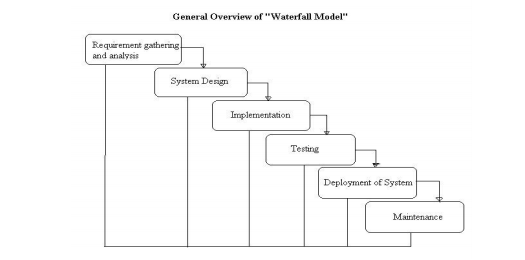 General Overview of "Waterfall Model"
Requirement gathering
and analysis
System Design
Implementation
Testing
Deployment of System
Maintenance